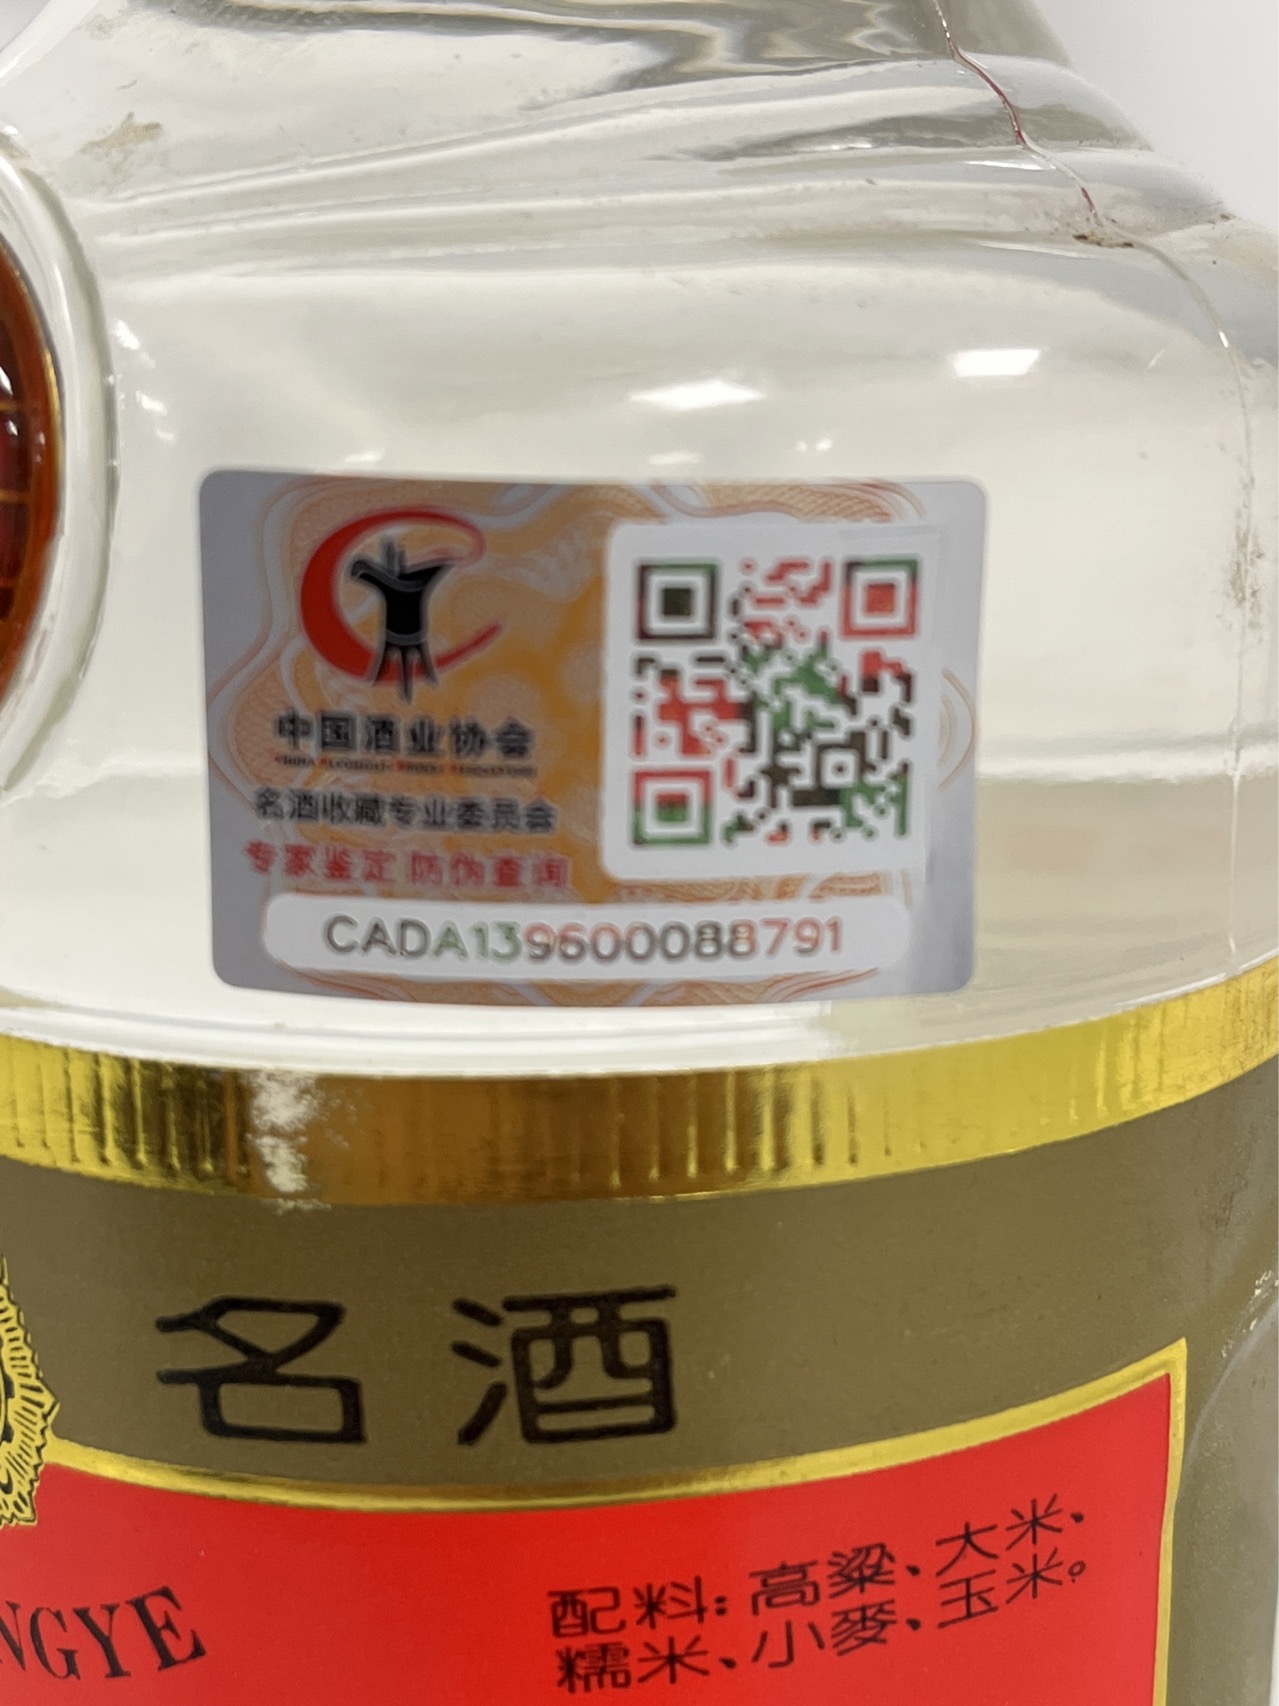 中国酒业协会
名酒收藏专业委员会
专家鉴定 防伪查询
CADA139600088791
名酒
NGYE
配料:高粱、大米、
糯米、小麥、玉米。